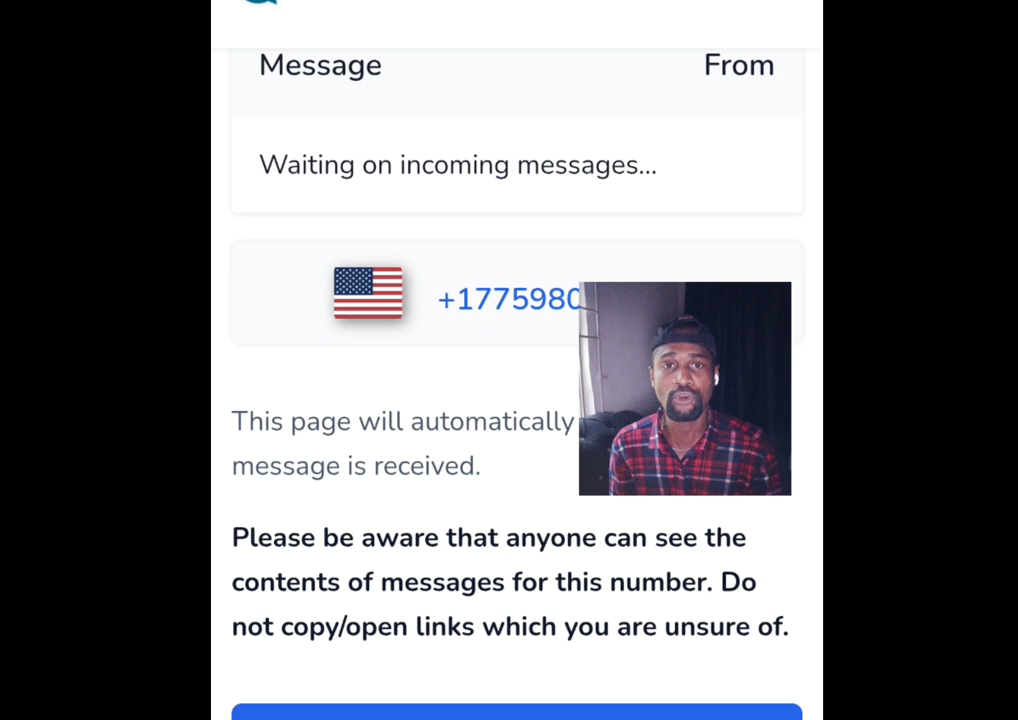 Message From
Waiting on incoming messages...
+1775980
This page will automatically
message is received.
Please be aware that anyone can see the
contents of messages for this number. Do
not copy/open links which you are unsure of.